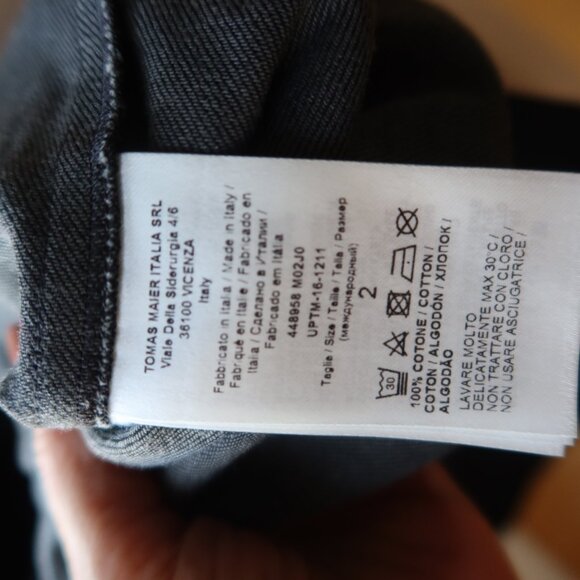 TOMAS MAIER ITALIA SRL
Viale Della Siderurgia 4/6
36100 VICENZA
Italy
Fabbricato in Italia / Made in Italy /
Fabriqué en Italie / Fabricado en
Italia / Сделано в Италии /
Fabricado em Itália
448958 M02J0
UPTM-16-1211
Taglia / Size / Taille / Talla / Размер
(международный)
2
30
100% COTONE / COTTON /
COTON / ALGODON / ХЛОПОК /
ALGODAO
LAVARE MOLTO
DELICATAMENTE MAX 30°C /
NON TRATTARE CON CLORO /
NON USARE ASCIUGATRICE /